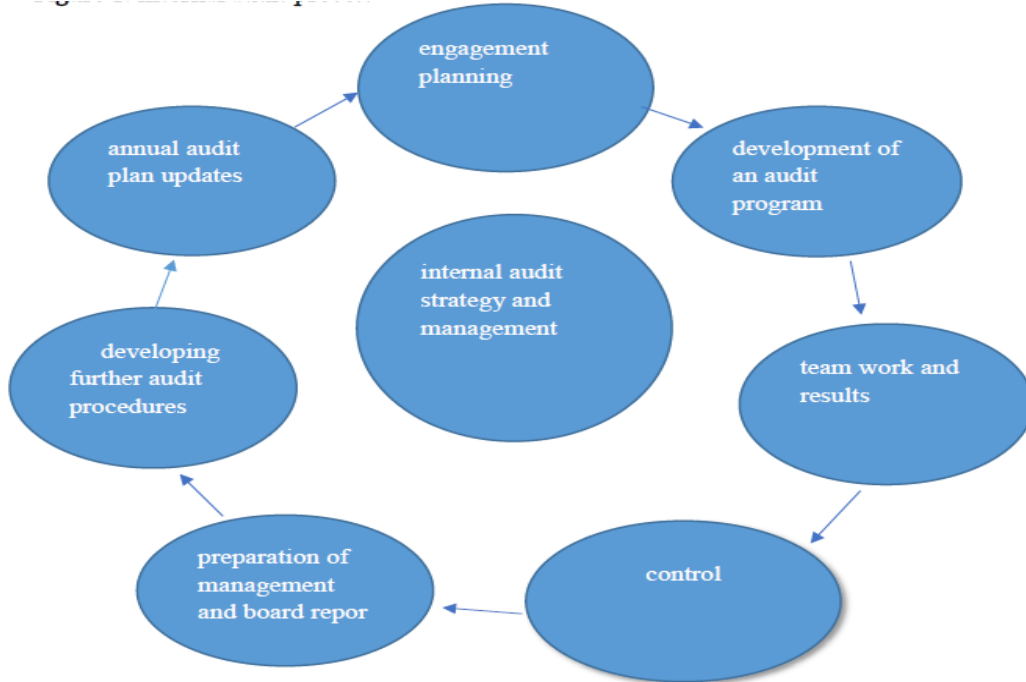 engagement
planning
development of
an audit
program
team work and
results
control
preparation of
management
and board repor
developing
further audit
procedures
annual audit
plan updates
internal audit
strategy and
management